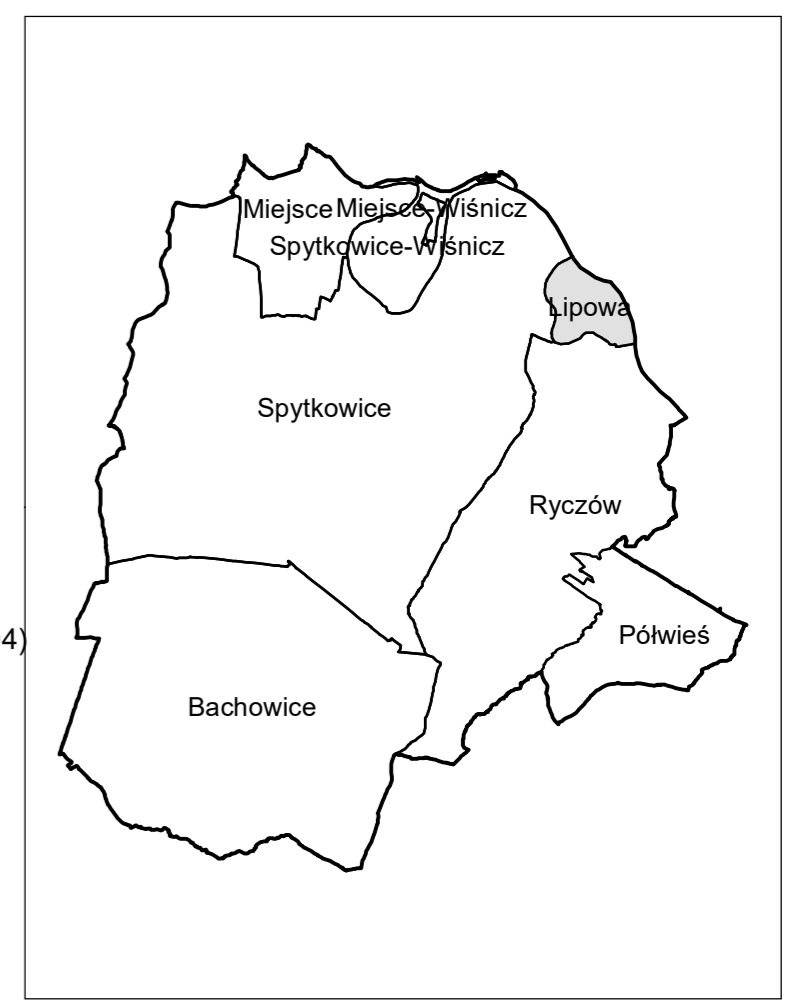 Miejsce
Miejsce-Wiśnicz
Spytkowice-Wiśnicz
Lipowa
Spytkowice
Ryczów
4)
Półwieś
Bachowice